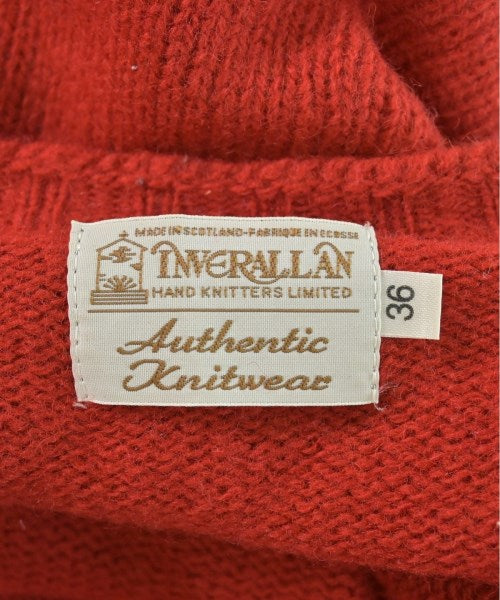 MADE IN SCOTLAND-FABRIQUE EN ECOSSE
INVERALLAN
HAND KNITTERS LIMITED
Authentic
Knitwear
36